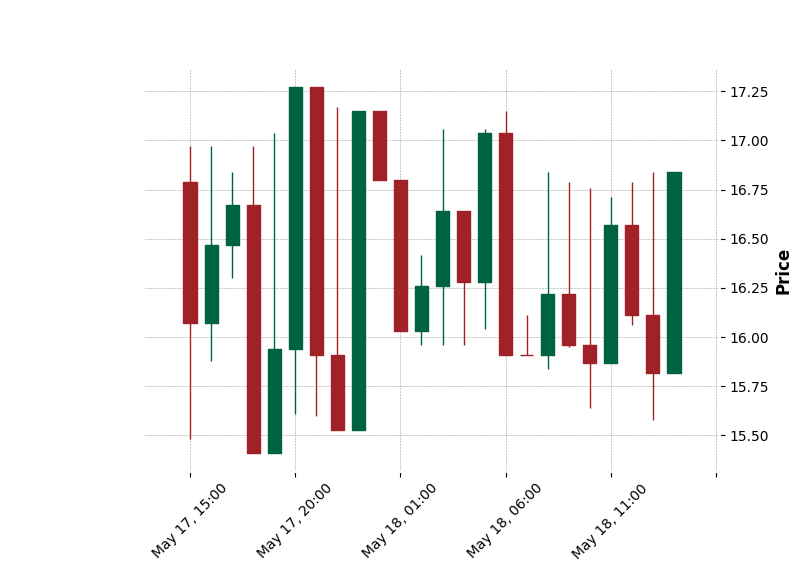 17.25
17.00
16.75
16.50
16.25
16.00
15.75
15.50
Price
May 17, 15:00
May 17, 20:00
May 18, 01:00
May 18, 06:00
May 18, 11:00